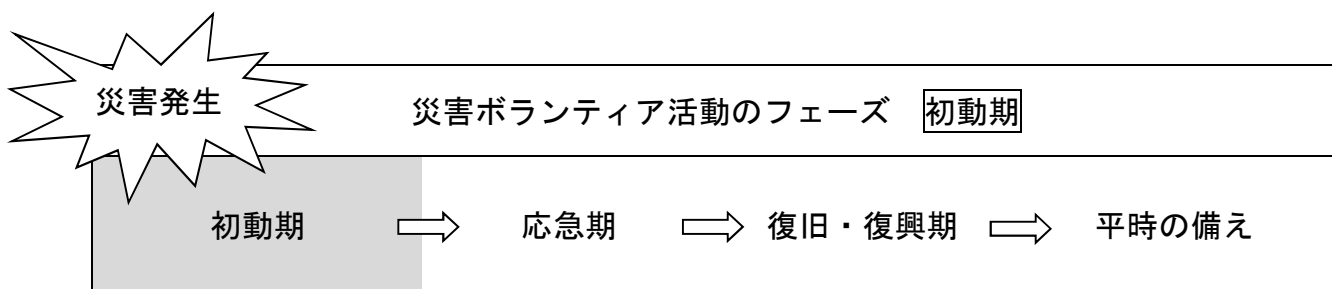 災害発生
災害ボランティア活動のフェーズ 初動期
初動期 応急期 復旧・復興期 平時の備え